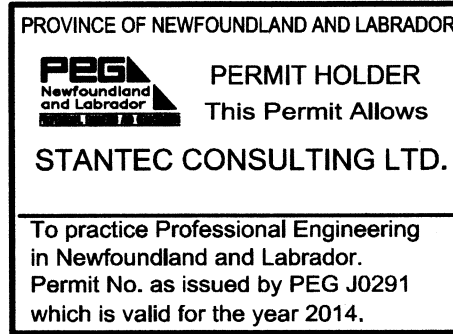 PROVINCE OF NEWFOUNDLAND AND LABRADOR
PEG
Newfoundland
and Labrador
PERMIT HOLDER
This Permit Allows
STANTEC CONSULTING LTD.
To practice Professional Engineering
in Newfoundland and Labrador.
Permit No. as issued by PEG J0291
which is valid for the year 2014.